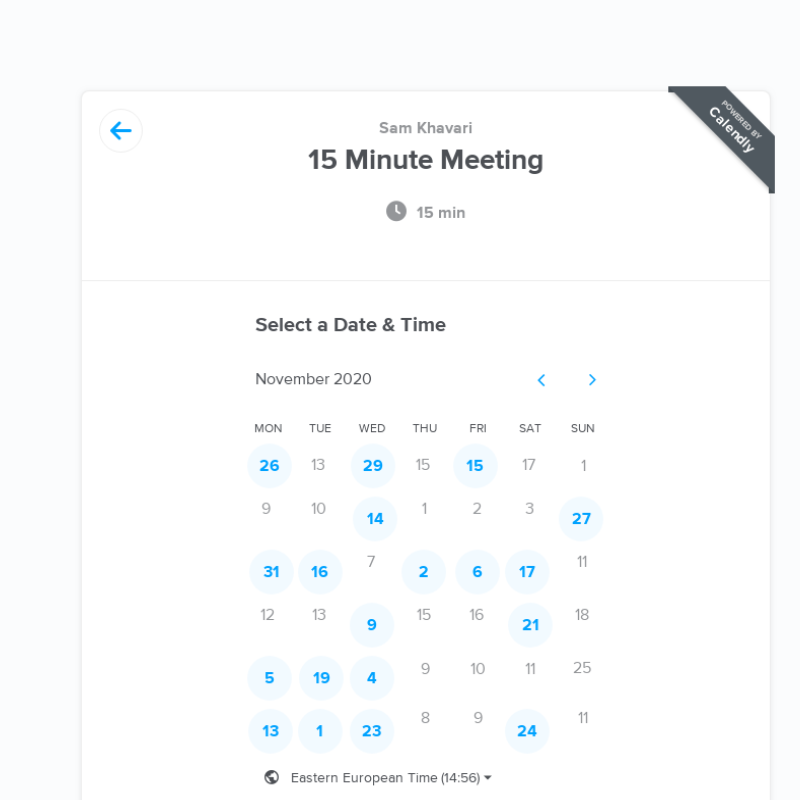 POWERED BY
Calendly
Sam Khavari
15 Minute Meeting
15 min
Select a Date & Time
November 2020
MON TUE WED THU FRI SAT SUN
26 13 29 15 15 17 1
9 10 14 1 2 3 27
31 16 7 2 6 17 11
12 13 9 15 16 21 18
5 19 4 9 10 11 25
13 1 23 8 9 24 11
Eastern European Time (14:56)